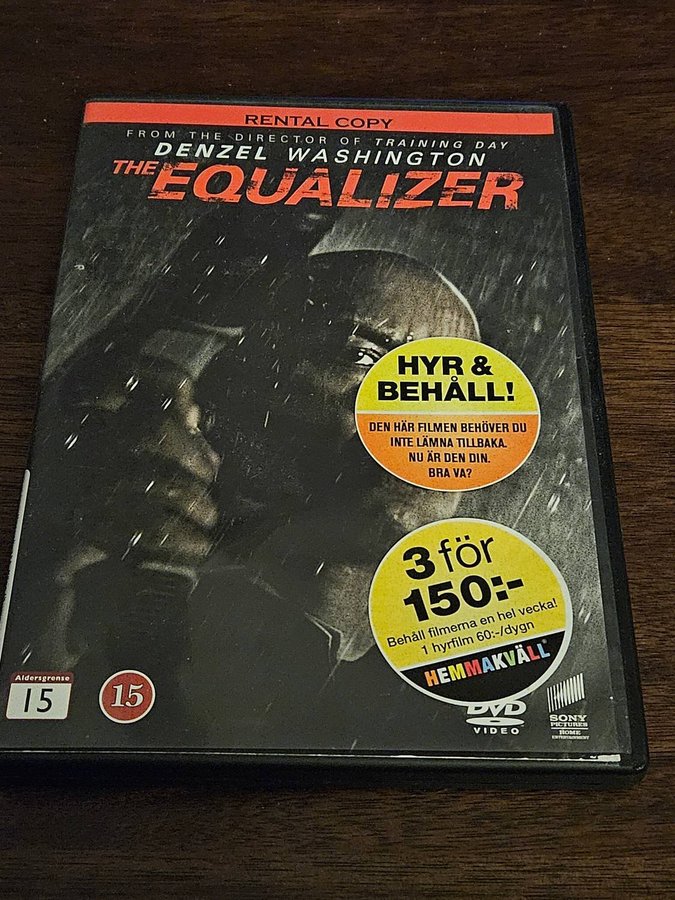 RENTAL COPY
FROM THE DIRECTOR OF TRAINING DAY
DENZEL WASHINGTON
THE EQUALIZER
HYR &
BEHÅLL!
DEN HÄR FILMEN BEHÖVER DU
INTE LÄMNA TILLBAKA.
NU ÄR DEN DIN.
BRA VA?
3 för
150:-
Behåll filmerna en hel vecka!
1 hyrfilm 60:-/dygn
HEMMAKVÄLL
Aldersgrense
15
15
DVD
VIDEO
SONY
PICTURES
HOME
ENTERTAINMENT